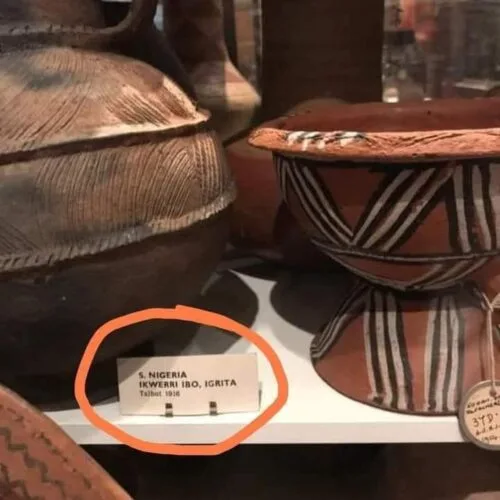 S. NIGERIA
IKWERRI IBO, IGRITA
Talbot 1916